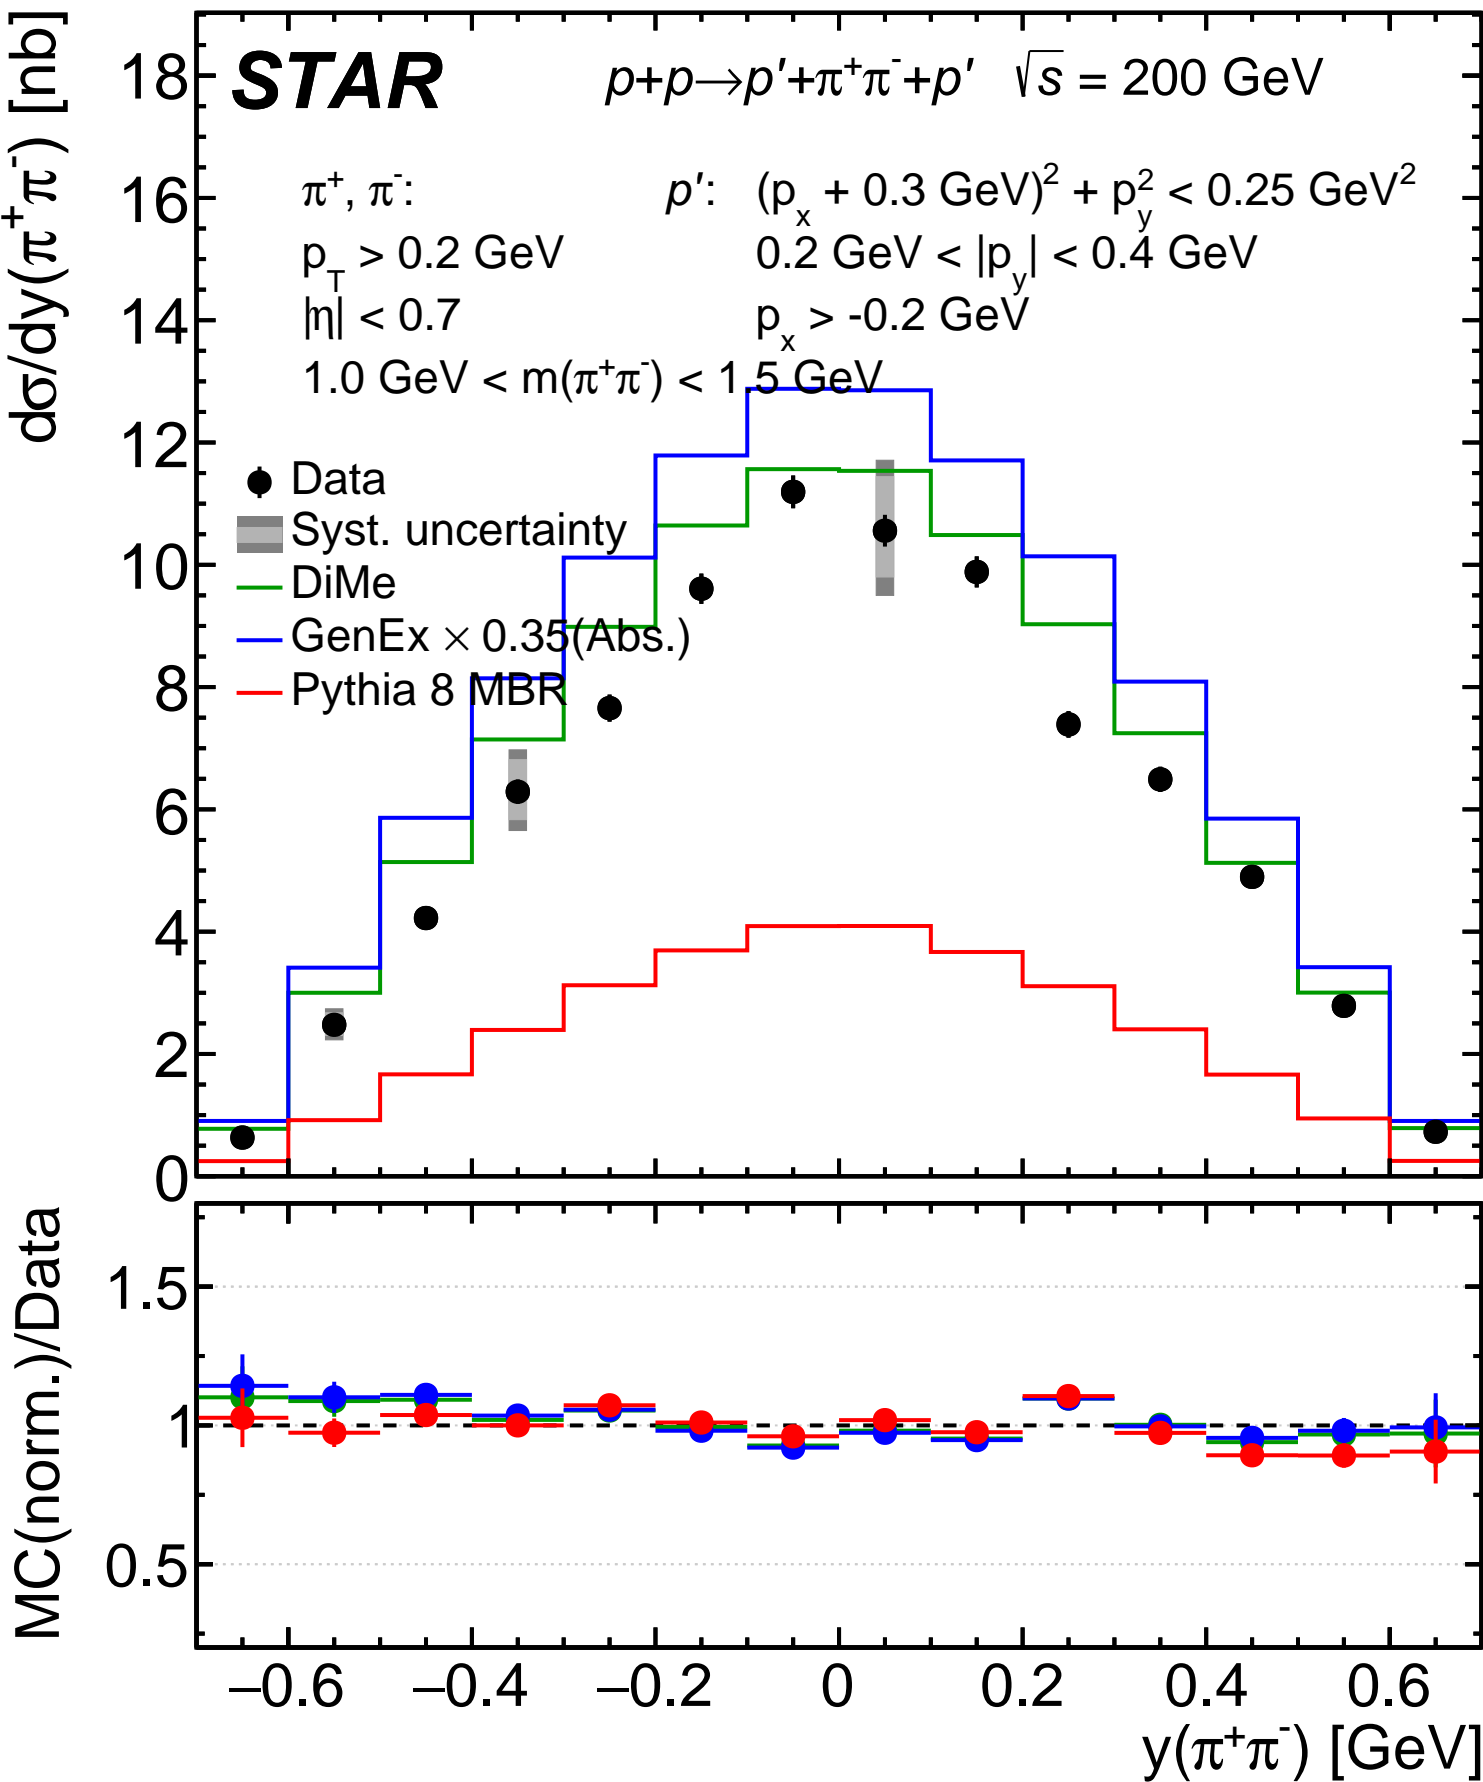 dσ/dy(π⁺π⁻) [nb]
STAR p+p→p′+π⁺π⁻+p′ √s = 200 GeV
π⁺, π⁻: p′: (pₓ + 0.3 GeV)² + p_y² < 0.25 GeV²
p_T > 0.2 GeV 0.2 GeV < |p_y| < 0.4 GeV
|η| < 0.7 pₓ > -0.2 GeV
1.0 GeV < m(π⁺π⁻) < 1.5 GeV
Data
Syst. uncertainty
DiMe
GenEx × 0.35(Abs.)
Pythia 8 MBR
18
16
14
12
10
8
6
4
2
0
MC(norm.)/Data
1.5
1
0.5
−0.6 −0.4 −0.2 0 0.2 0.4 0.6
y(π⁺π⁻) [GeV]